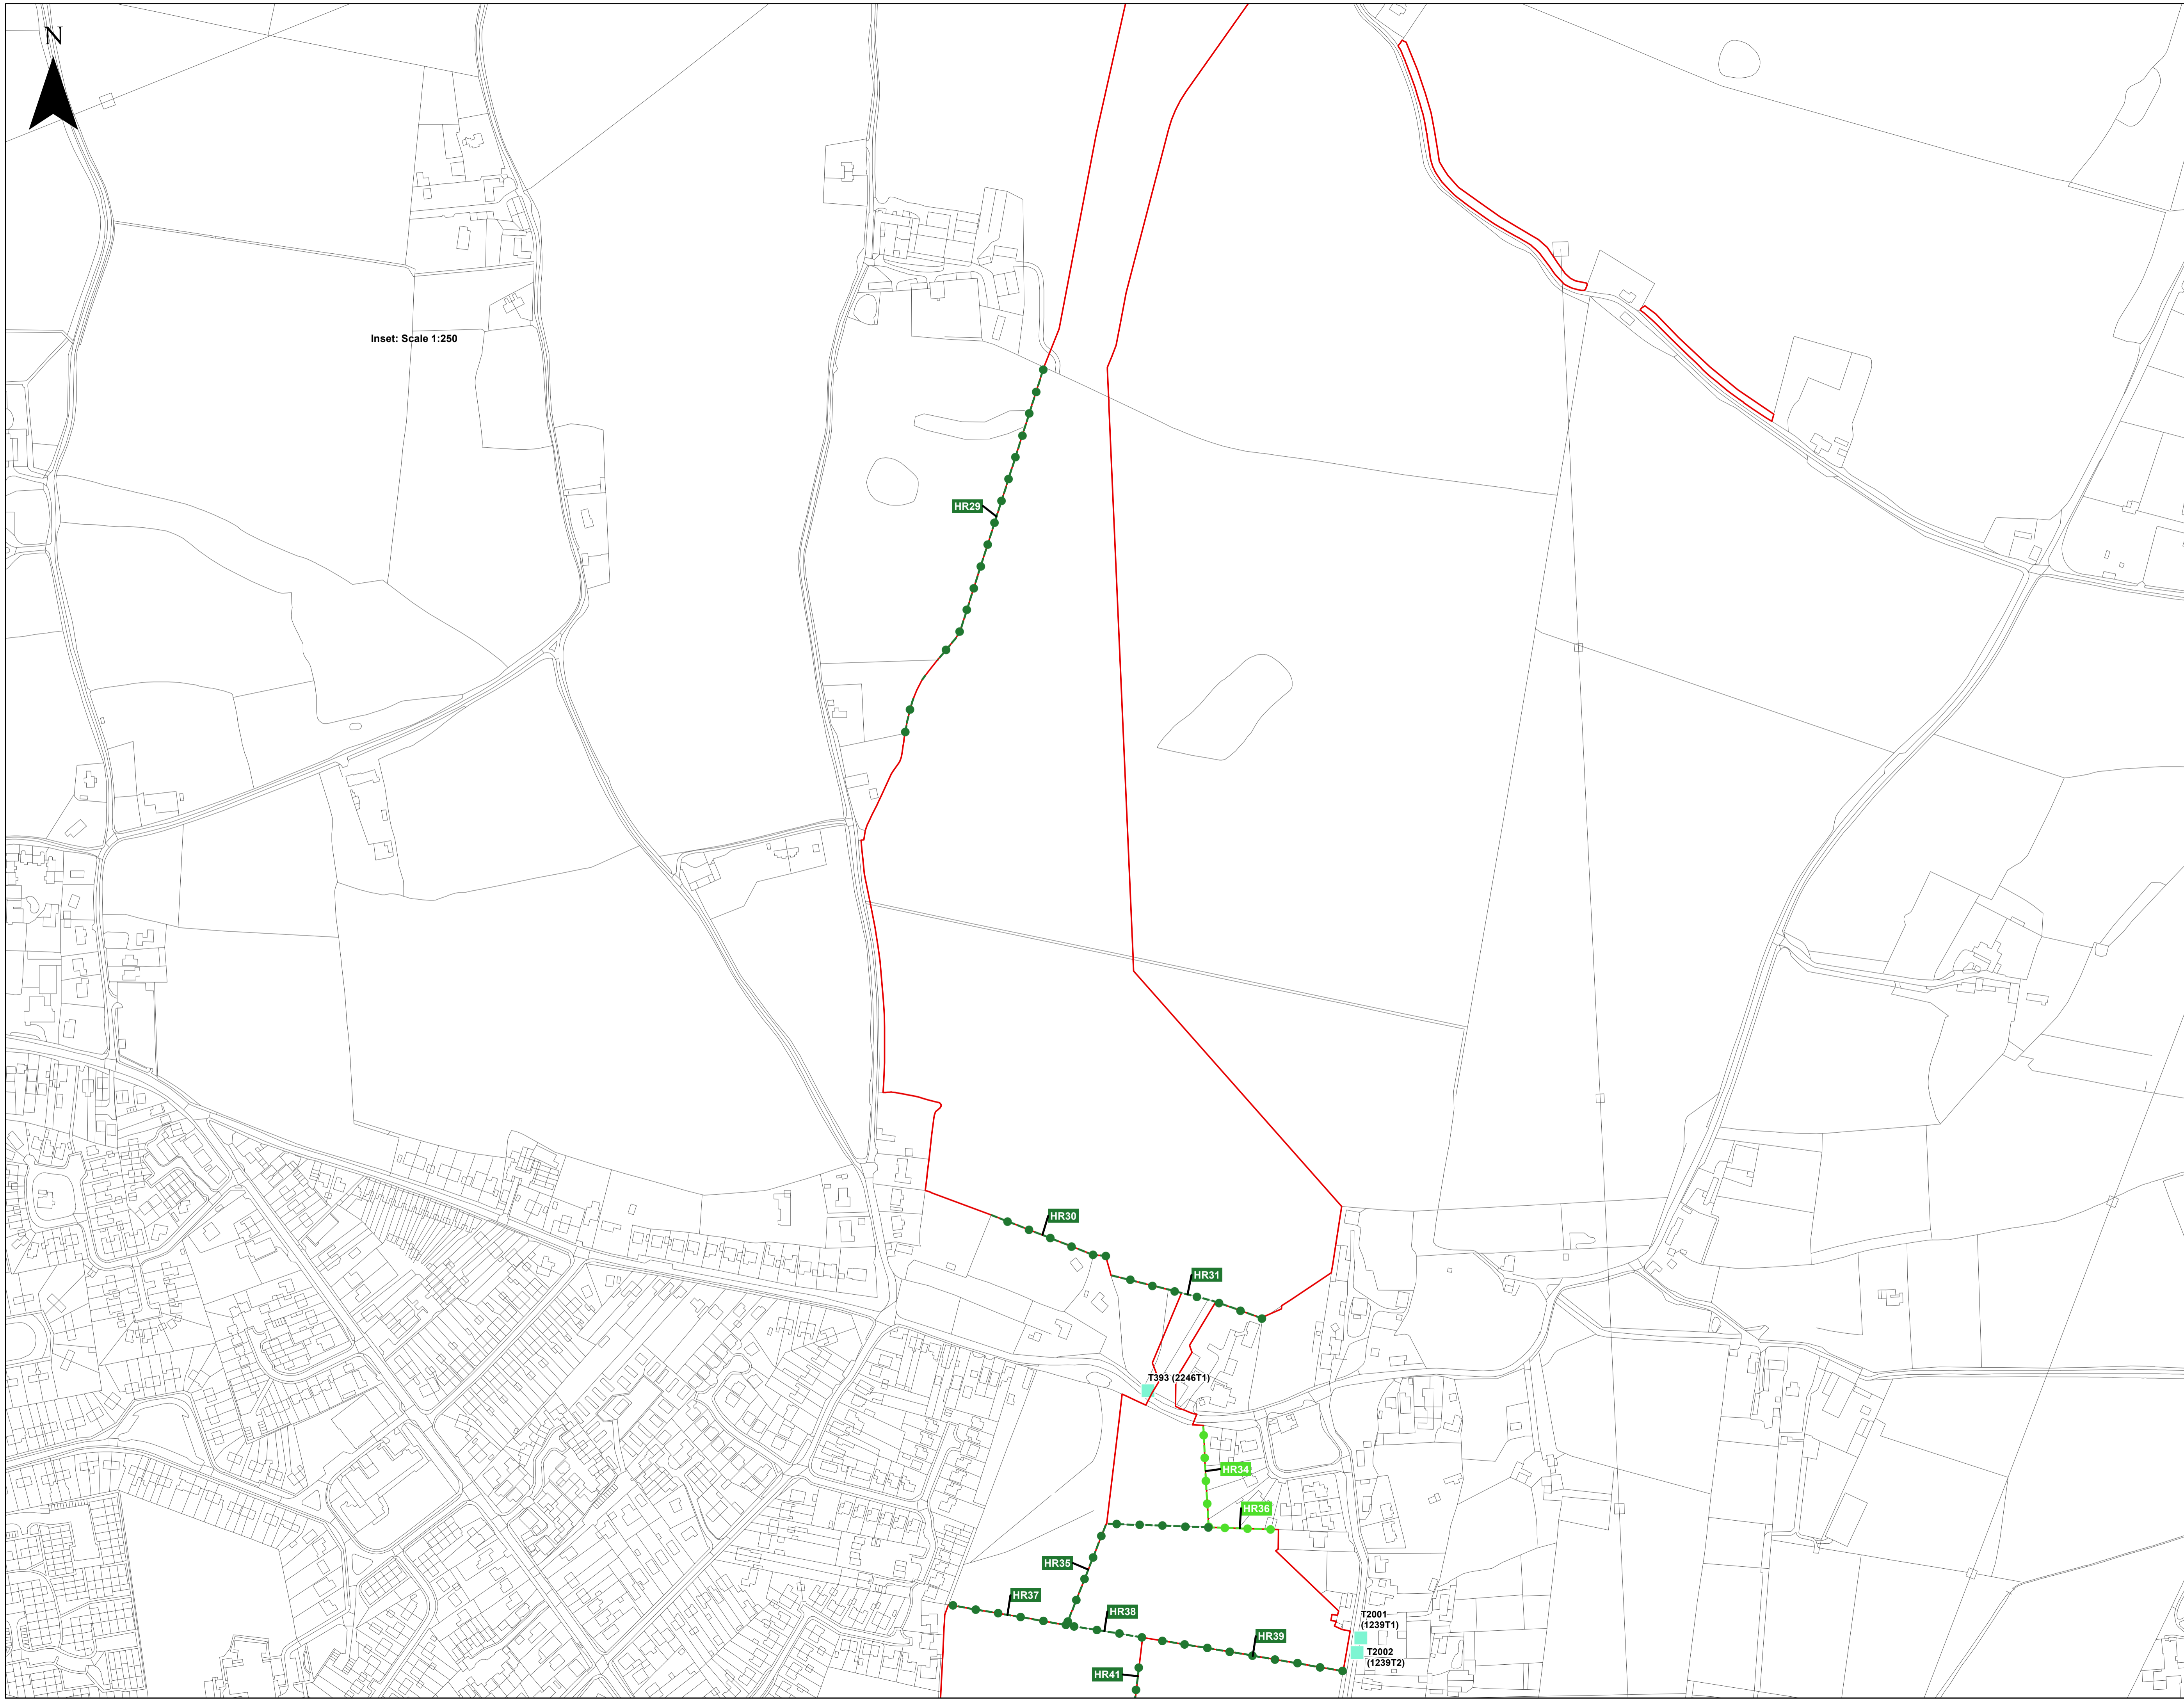 N
Inset: Scale 1:250
HR29
HR30
HR31
T393 (2246T1)
HR34
HR36
HR35
HR37
HR38
T2001
(1239T1)
HR39
T2002
(1239T2)
HR41